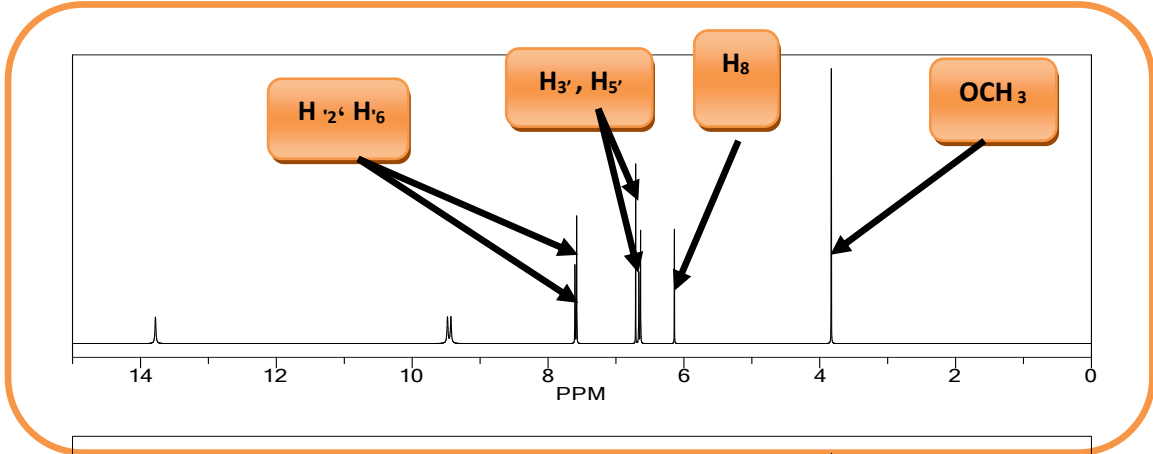 H₈
H₃′ , H₅′
OCH ₃
H ‘₂‘ H‘₆
14 12 10 8 6 4 2 0
PPM